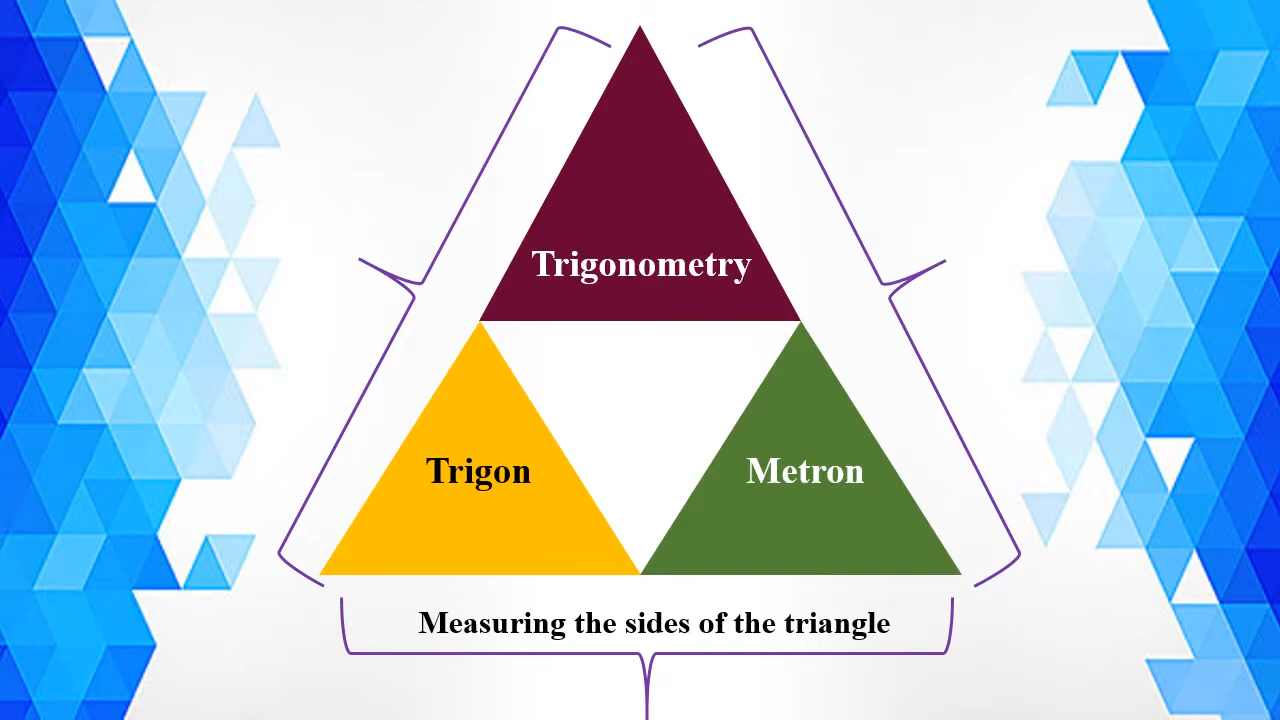 Trigonometry
Trigon
Metron
Measuring the sides of the triangle